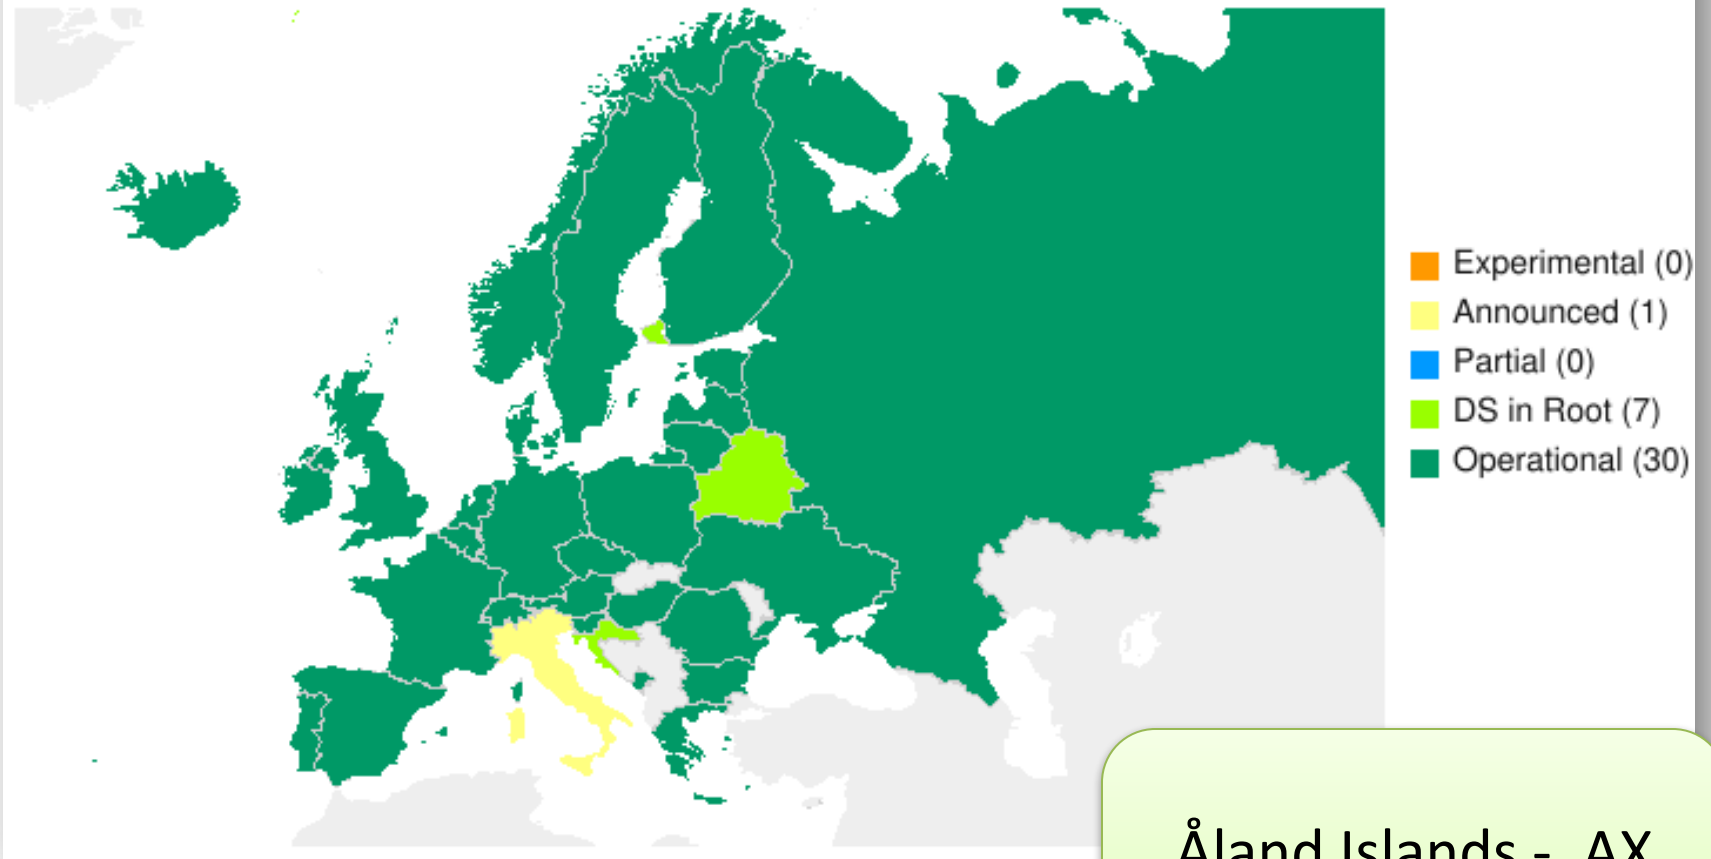 Experimental (0)
Announced (1)
Partial (0)
DS in Root (7)
Operational (30)
Åland Islands - AX